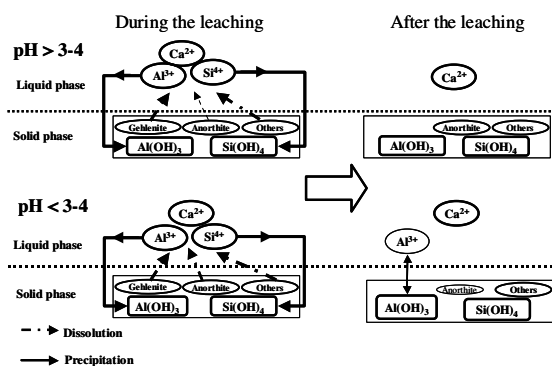 During the leaching After the leaching
pH > 3-4
Ca²⁺
Al³⁺ Si⁴⁺
Ca²⁺
Liquid phase
Solid phase
Gehlenite Anorthite Others
Al(OH)₃ Si(OH)₄
Anorthite Others
Al(OH)₃ Si(OH)₄
pH < 3-4
Ca²⁺
Al³⁺ Si⁴⁺
Ca²⁺
Al³⁺
Liquid phase
Solid phase
Gehlenite Anorthite Others
Al(OH)₃ Si(OH)₄
Anorthite Others
Al(OH)₃ Si(OH)₄
Dissolution
Precipitation